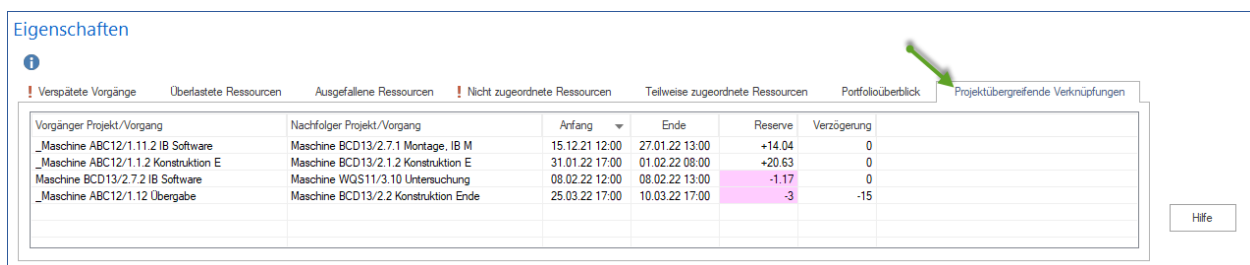 Eigenschaften
! Verspätete Vorgänge Überlastete Ressourcen Ausgefallene Ressourcen ! Nicht zugeordnete Ressourcen Teilweise zugeordnete Ressourcen Portfolioüberblick Projektübergreifende Verknüpfungen
Vorgänger Projekt/Vorgang Nachfolger Projekt/Vorgang Anfang Ende Reserve Verzögerung
_Maschine ABC12/1.11.2 IB Software Maschine BCD13/2.7.1 Montage, IB M 15.12.21 12:00 27.01.22 13:00 +14.04 0
_Maschine ABC12/1.1.2 Konstruktion E Maschine BCD13/2.1.2 Konstruktion E 31.01.22 17:00 01.02.22 08:00 +20.63 0
Maschine BCD13/2.7.2 IB Software Maschine WQS11/3.10 Untersuchung 08.02.22 12:00 08.02.22 13:00 -1.17 0
_Maschine ABC12/1.12 Übergabe Maschine BCD13/2.2 Konstruktion Ende 25.03.22 17:00 10.03.22 17:00 -3 -15
Hilfe